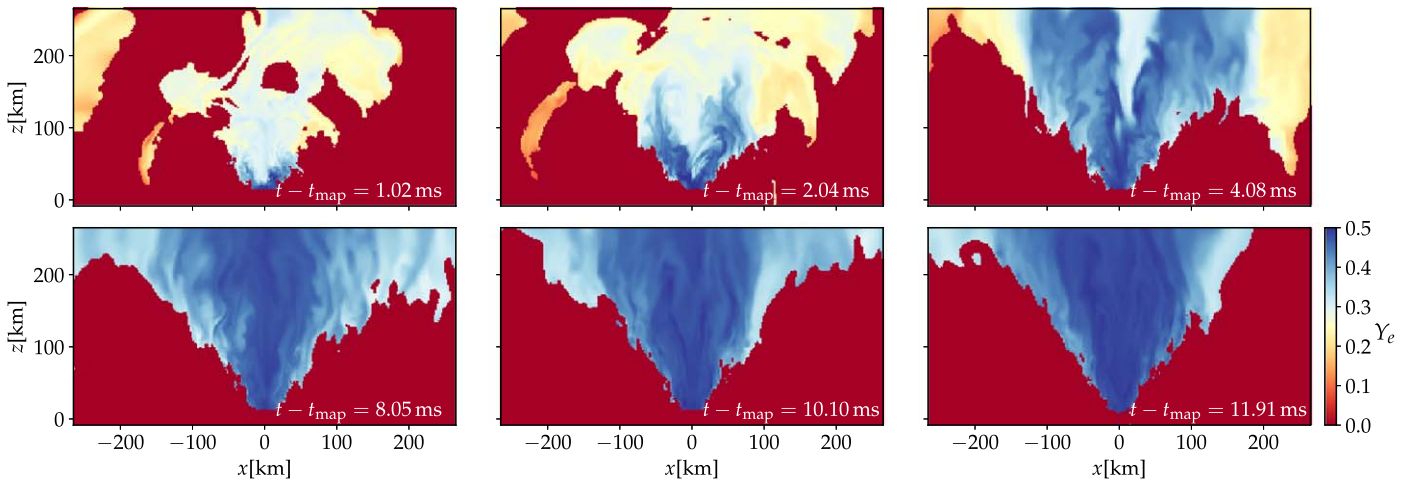 z[km]
200
100
0
t − t_map = 1.02 ms
t − t_map = 2.04 ms
t − t_map = 4.08 ms
z[km]
200
100
0
t − t_map = 8.05 ms
t − t_map = 10.10 ms
t − t_map = 11.91 ms
0.5
0.4
0.3
0.2
0.1
0.0
Y_e
−200 −100 0 100 200
−200 −100 0 100 200
−200 −100 0 100 200
x[km]
x[km]
x[km]